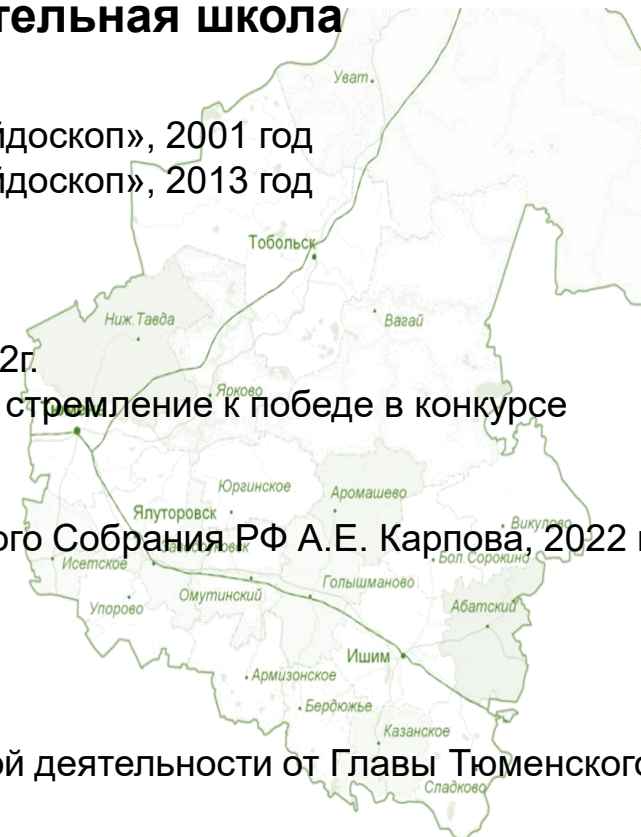 тельная школа
Уват
йдоскоп», 2001 год
йдоскоп», 2013 год
Тобольск
Ниж.Тавда
Вагай
2г.
Ярково
стремление к победе в конкурсе
Юргинское
Аромашево
Ялуторовск
Викулово
ого Собрания РФ А.Е. Карпова, 2022 г
Бол.Сорокино
Исетское
Голышманово
Омутинский
Упорово
Абатский
Ишим
Армизонское
Бердюжье
Казанское
ой деятельности от Главы Тюменского
Сладково